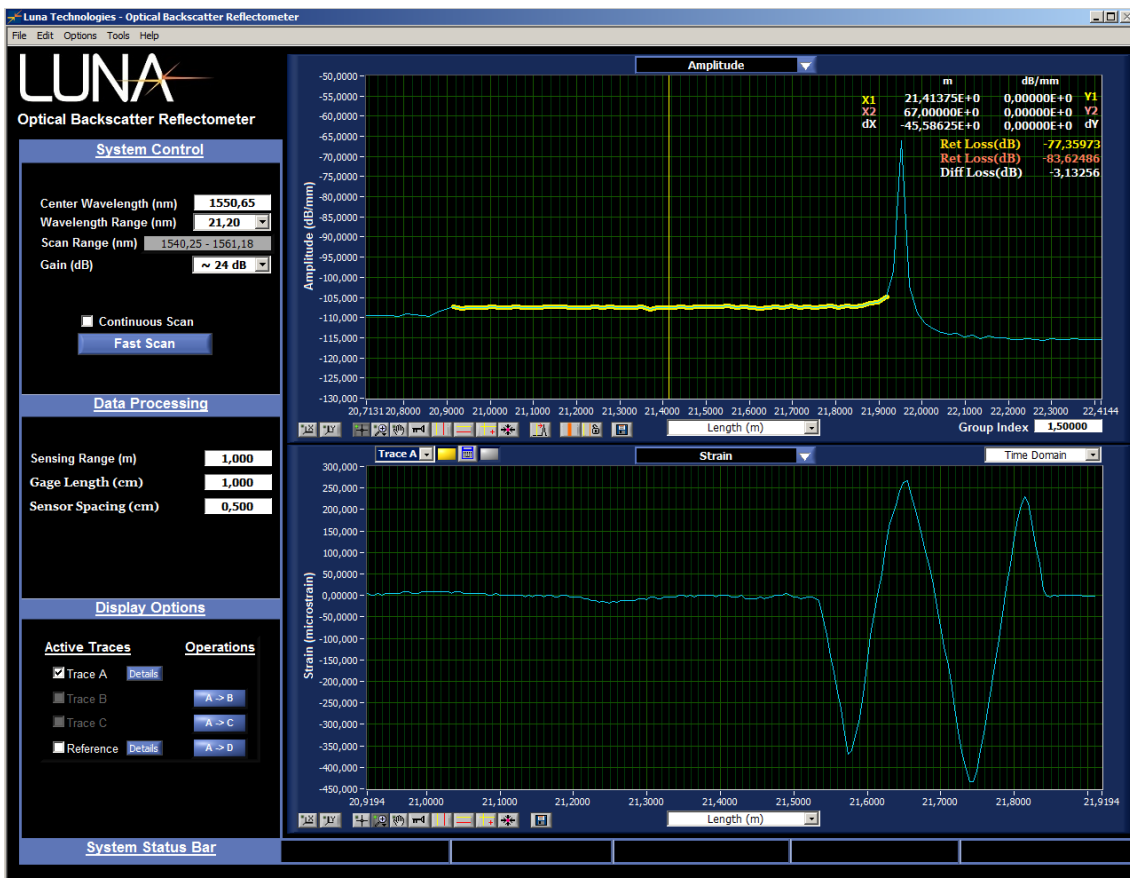 Luna Technologies - Optical Backscatter Reflectometer
File Edit Options Tools Help
LUNA
Optical Backscatter Reflectometer
System Control
Center Wavelength (nm) 1550,65
Wavelength Range (nm) 21,20
Scan Range (nm) 1540,25 - 1561,18
Gain (dB) ~ 24 dB
Continuous Scan
Fast Scan
Data Processing
Sensing Range (m) 1,000
Gage Length (cm) 1,000
Sensor Spacing (cm) 0,500
Display Options
Active Traces Operations
Trace A Details
Trace B A -> B
Trace C A -> C
Reference Details A -> D
System Status Bar
Amplitude
m dB/mm
X1 21,41375E+0 0,00000E+0 Y1
X2 67,00000E+0 0,00000E+0 Y2
dX -45,58625E+0 0,00000E+0 dY
Ret Loss(dB) -77,35973
Ret Loss(dB) -83,62486
Diff Loss(dB) -3,13256
Amplitude (dB/mm)
-50,0000
-55,0000
-60,0000
-65,0000
-70,0000
-75,0000
-80,0000
-85,0000
-90,0000
-95,0000
-100,000
-105,000
-110,000
-115,000
-120,000
-125,000
-130,000
20,7131 20,8000 20,9000 21,0000 21,1000 21,2000 21,3000 21,4000 21,5000 21,6000 21,7000 21,8000 21,9000 22,0000 22,1000 22,2000 22,3000 22,4144
Length (m)
Group Index 1,50000
Trace A
Strain
Time Domain
Strain (microstrain)
300,000
250,000
200,000
150,000
100,000
50,0000
0,00000
-50,0000
-100,000
-150,000
-200,000
-250,000
-300,000
-350,000
-400,000
-450,000
20,9194 21,0000 21,1000 21,2000 21,3000 21,4000 21,5000 21,6000 21,7000 21,8000 21,9194
Length (m)